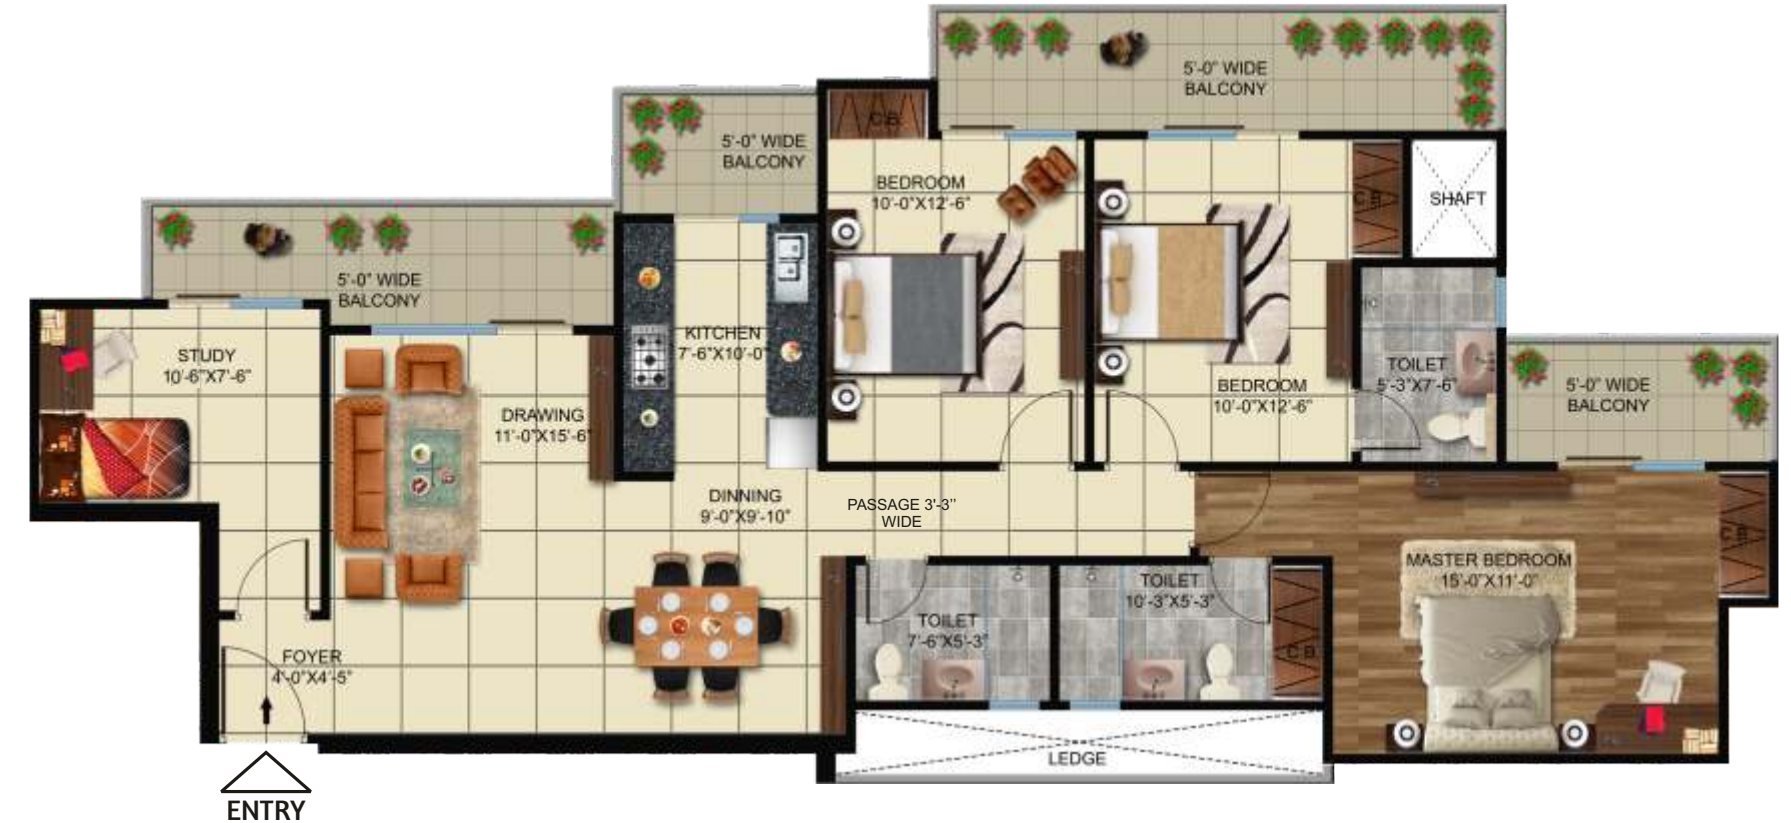 5'-0" WIDE
BALCONY
5'-0" WIDE
BALCONY
5'-0" WIDE
BALCONY
5'-0" WIDE
BALCONY
C.B.
BEDROOM
10'-0"X12'-6"
C.B.
SHAFT
BEDROOM
10'-0"X12'-6"
TOILET
5'-3"X7'-6"
STUDY
10'-6"X7'-6"
KITCHEN
7'-6"X10'-0"
DRAWING
11'-0"X15'-6"
DINNING
9'-0"X9'-10"
PASSAGE 3'-3"
WIDE
MASTER BEDROOM
15'-0"X11'-0"
C.B.
TOILET
7'-6"X5'-3"
TOILET
10'-3"X5'-3"
C.B.
FOYER
4'-0"X4'-5"
LEDGE
ENTRY